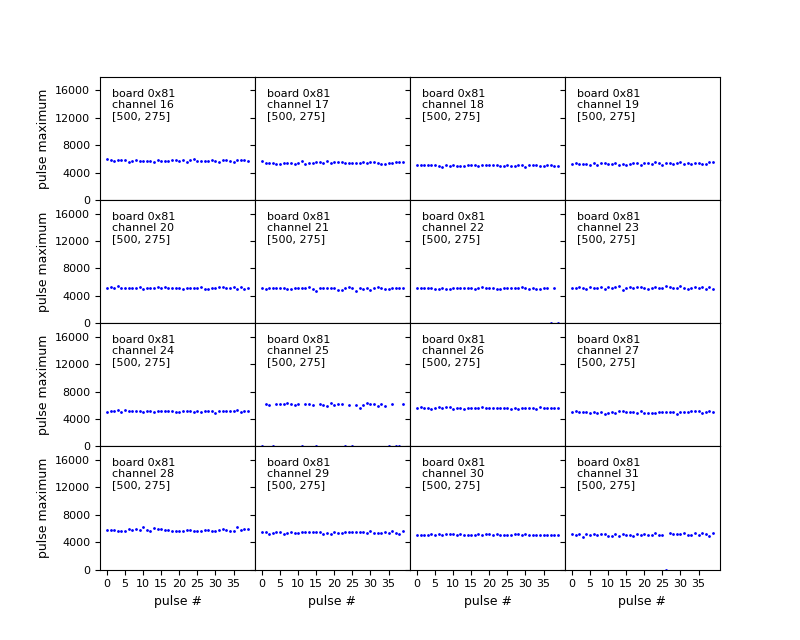 pulse maximum
16000
12000
8000
4000
0
board 0x81
channel 16
[500, 275]
board 0x81
channel 17
[500, 275]
board 0x81
channel 18
[500, 275]
board 0x81
channel 19
[500, 275]
pulse maximum
16000
12000
8000
4000
0
board 0x81
channel 20
[500, 275]
board 0x81
channel 21
[500, 275]
board 0x81
channel 22
[500, 275]
board 0x81
channel 23
[500, 275]
pulse maximum
16000
12000
8000
4000
0
board 0x81
channel 24
[500, 275]
board 0x81
channel 25
[500, 275]
board 0x81
channel 26
[500, 275]
board 0x81
channel 27
[500, 275]
pulse maximum
16000
12000
8000
4000
0
board 0x81
channel 28
[500, 275]
board 0x81
channel 29
[500, 275]
board 0x81
channel 30
[500, 275]
board 0x81
channel 31
[500, 275]
0 5 10 15 20 25 30 35
0 5 10 15 20 25 30 35
0 5 10 15 20 25 30 35
0 5 10 15 20 25 30 35
pulse #
pulse #
pulse #
pulse #